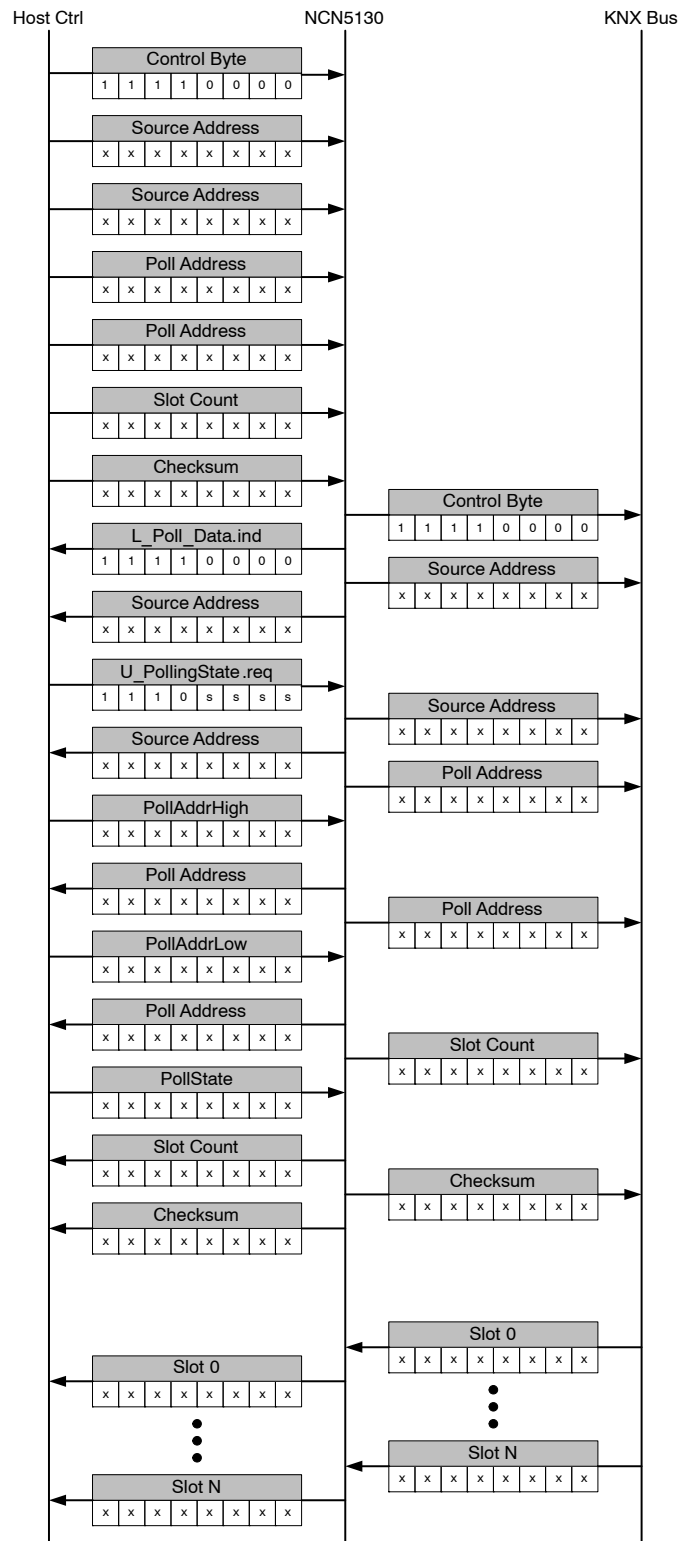 Host Ctrl NCN5130 KNX Bus
Control Byte
1 1 1 1 0 0 0 0
Source Address
x x x x x x x x
Source Address
x x x x x x x x
Poll Address
x x x x x x x x
Poll Address
x x x x x x x x
Slot Count
x x x x x x x x
Checksum
x x x x x x x x
Control Byte
1 1 1 1 0 0 0 0
L_Poll_Data.ind
1 1 1 1 0 0 0 0
Source Address
x x x x x x x x
Source Address
x x x x x x x x
U_PollingState.req
1 1 1 0 s s s s
Source Address
x x x x x x x x
Source Address
x x x x x x x x
Poll Address
x x x x x x x x
PollAddrHigh
x x x x x x x x
Poll Address
x x x x x x x x
Poll Address
x x x x x x x x
PollAddrLow
x x x x x x x x
Poll Address
x x x x x x x x
Slot Count
x x x x x x x x
PollState
x x x x x x x x
Slot Count
x x x x x x x x
Checksum
x x x x x x x x
Checksum
x x x x x x x x
Slot 0
x x x x x x x x
Slot 0
x x x x x x x x
Slot N
x x x x x x x x
Slot N
x x x x x x x x